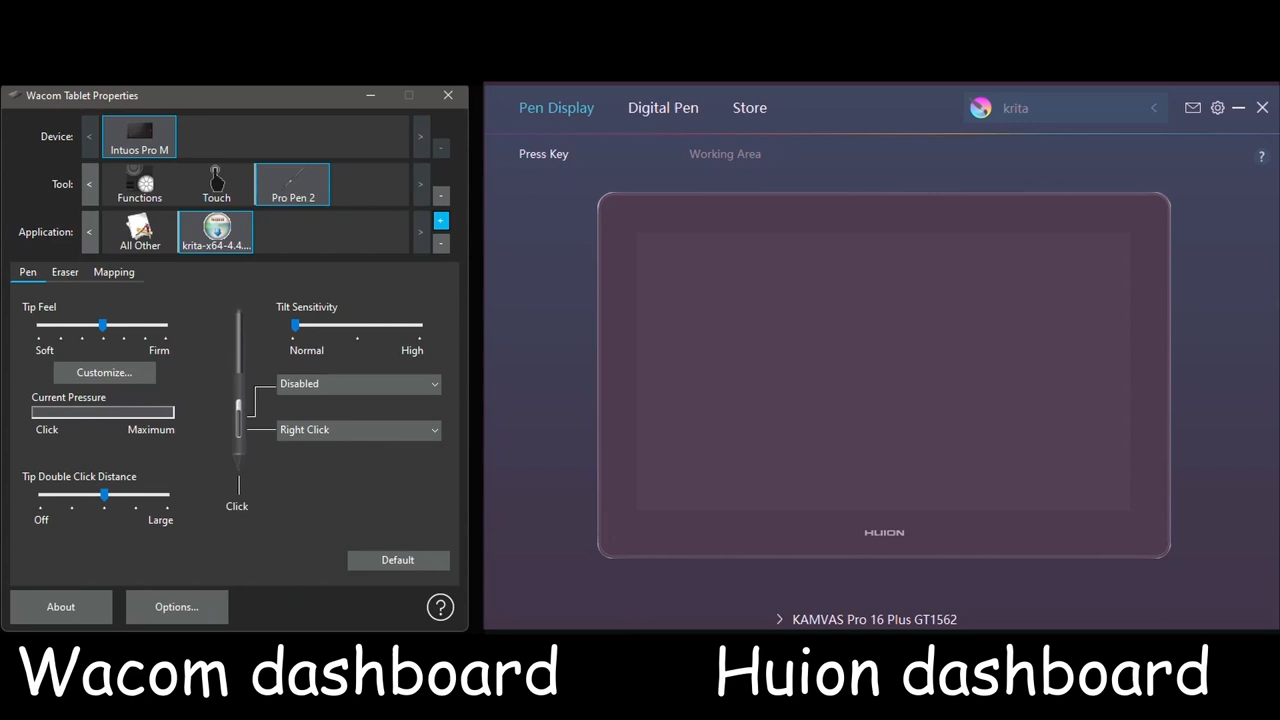 Wacom Tablet Properties
Device:
Intuos Pro M
Tool:
Functions
Touch
Pro Pen 2
Application:
All Other
krita-x64-4.4....
Pen
Eraser
Mapping
Tip Feel
Soft
Firm
Customize...
Current Pressure
Click
Maximum
Tip Double Click Distance
Off
Large
Tilt Sensitivity
Normal
High
Disabled
Right Click
Click
Default
About
Options...
?
Pen Display
Digital Pen
Store
krita
Press Key
Working Area
?
HUION
KAMVAS Pro 16 Plus GT1562
Wacom dashboard
Huion dashboard